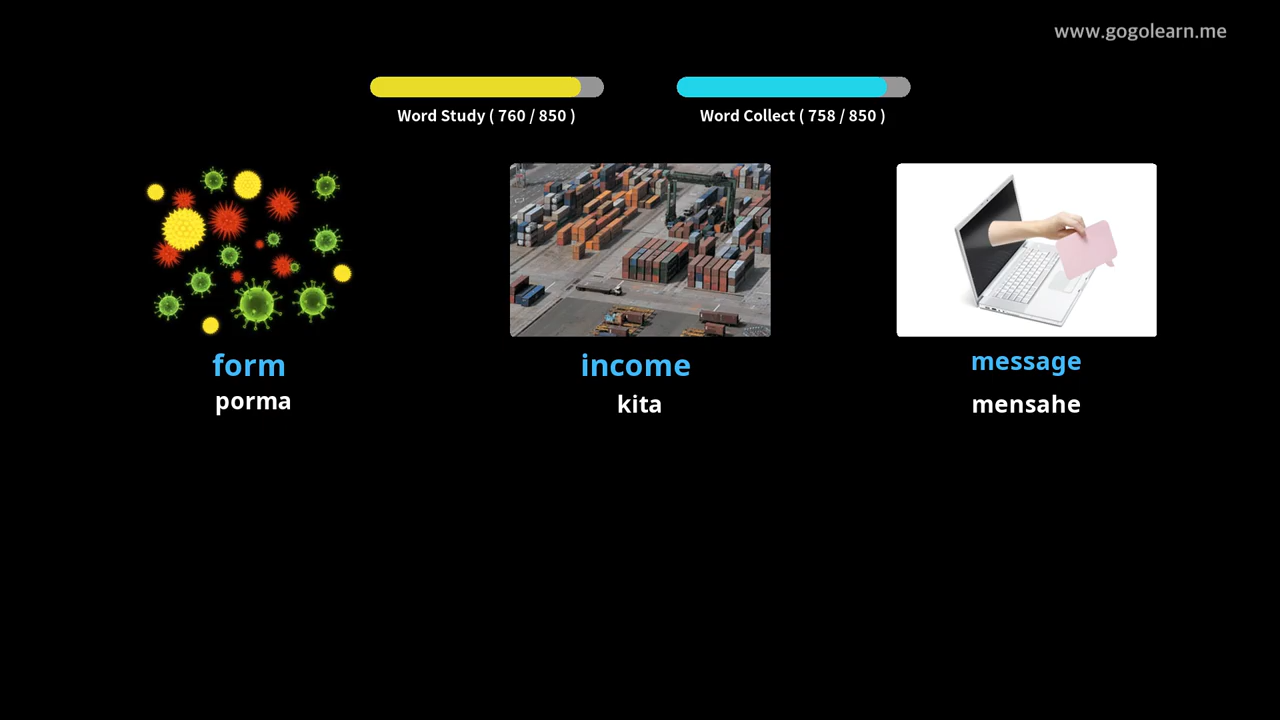 www.gogolearn.me
Word Study ( 760 / 850 )
Word Collect ( 758 / 850 )
form
porma
income
kita
message
mensahe